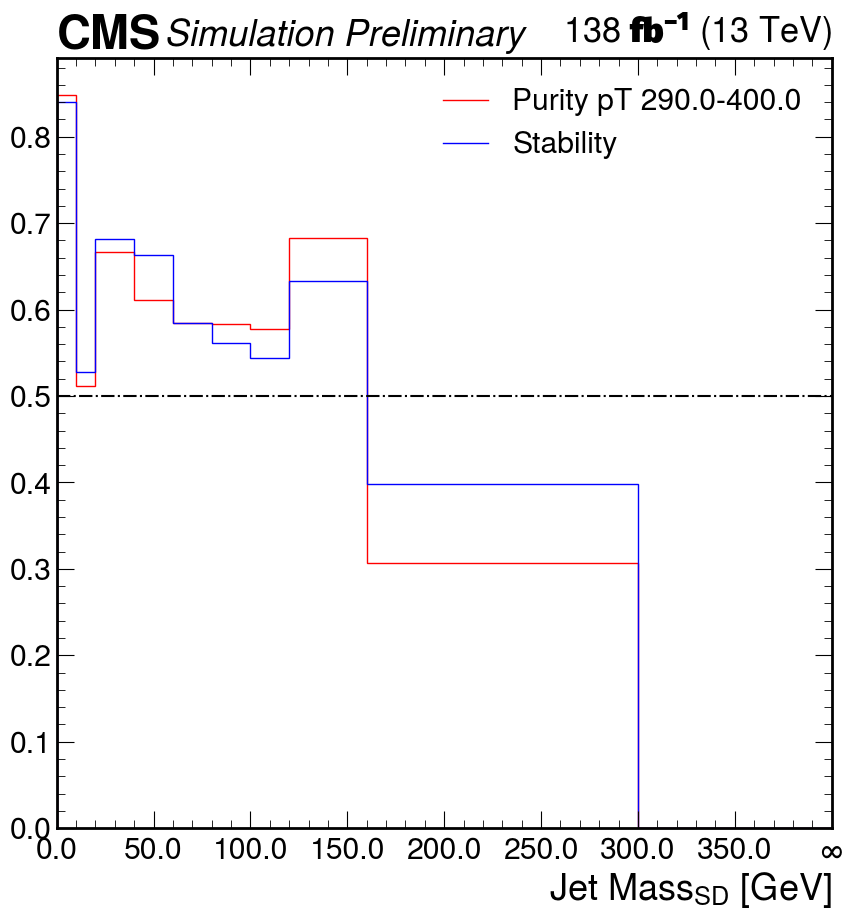 CMS Simulation Preliminary 138 fb⁻¹ (13 TeV)
Purity pT 290.0-400.0
Stability
0.8
0.7
0.6
0.5
0.4
0.3
0.2
0.1
0.0
0.0 50.0 100.0 150.0 200.0 250.0 300.0 350.0 ∞
Jet Mass_SD [GeV]